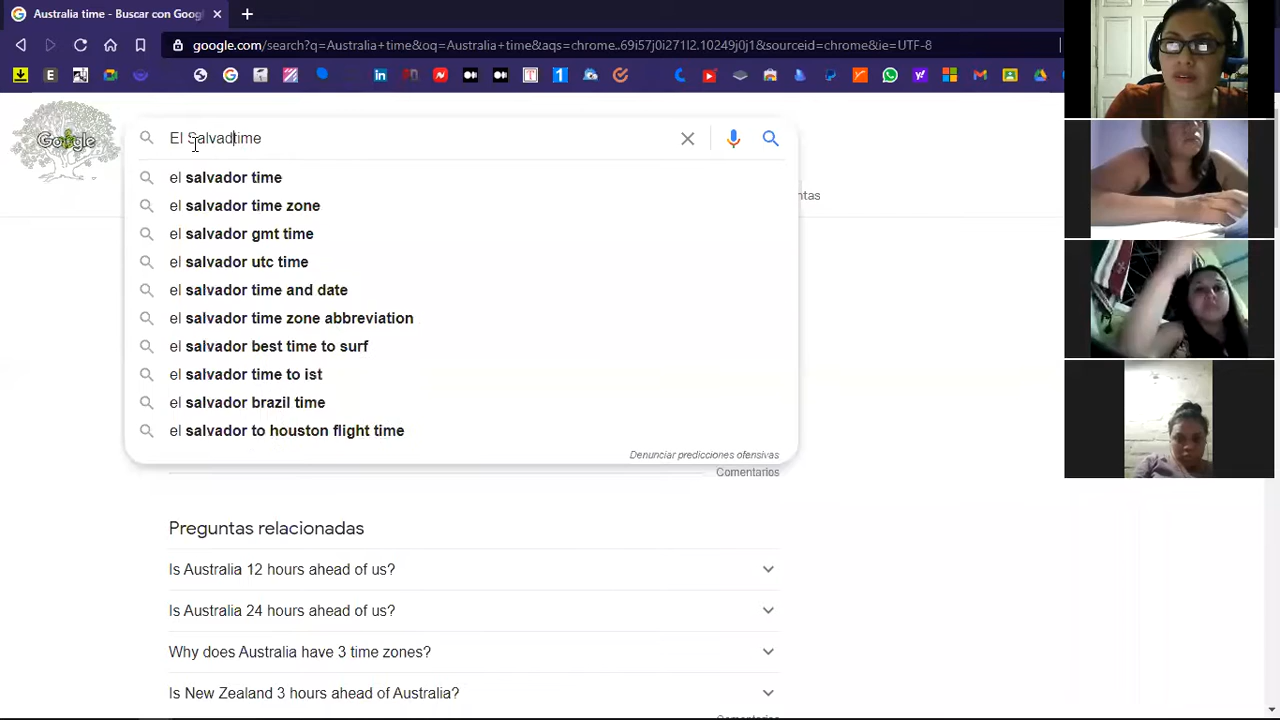 Australia time - Buscar con Goog
google.com/search?q=Australia+time&oq=Australia+time&aqs=chrome..69i57j0i271l2.10249j0j1&sourceid=chrome&ie=UTF-8
Google
El Salvadtime
ntas
el salvador time
el salvador time zone
el salvador gmt time
el salvador utc time
el salvador time and date
el salvador time zone abbreviation
el salvador best time to surf
el salvador time to ist
el salvador brazil time
el salvador to houston flight time
Denunciar predicciones ofensivas
Comentarios
Preguntas relacionadas
Is Australia 12 hours ahead of us?
Is Australia 24 hours ahead of us?
Why does Australia have 3 time zones?
Is New Zealand 3 hours ahead of Australia?